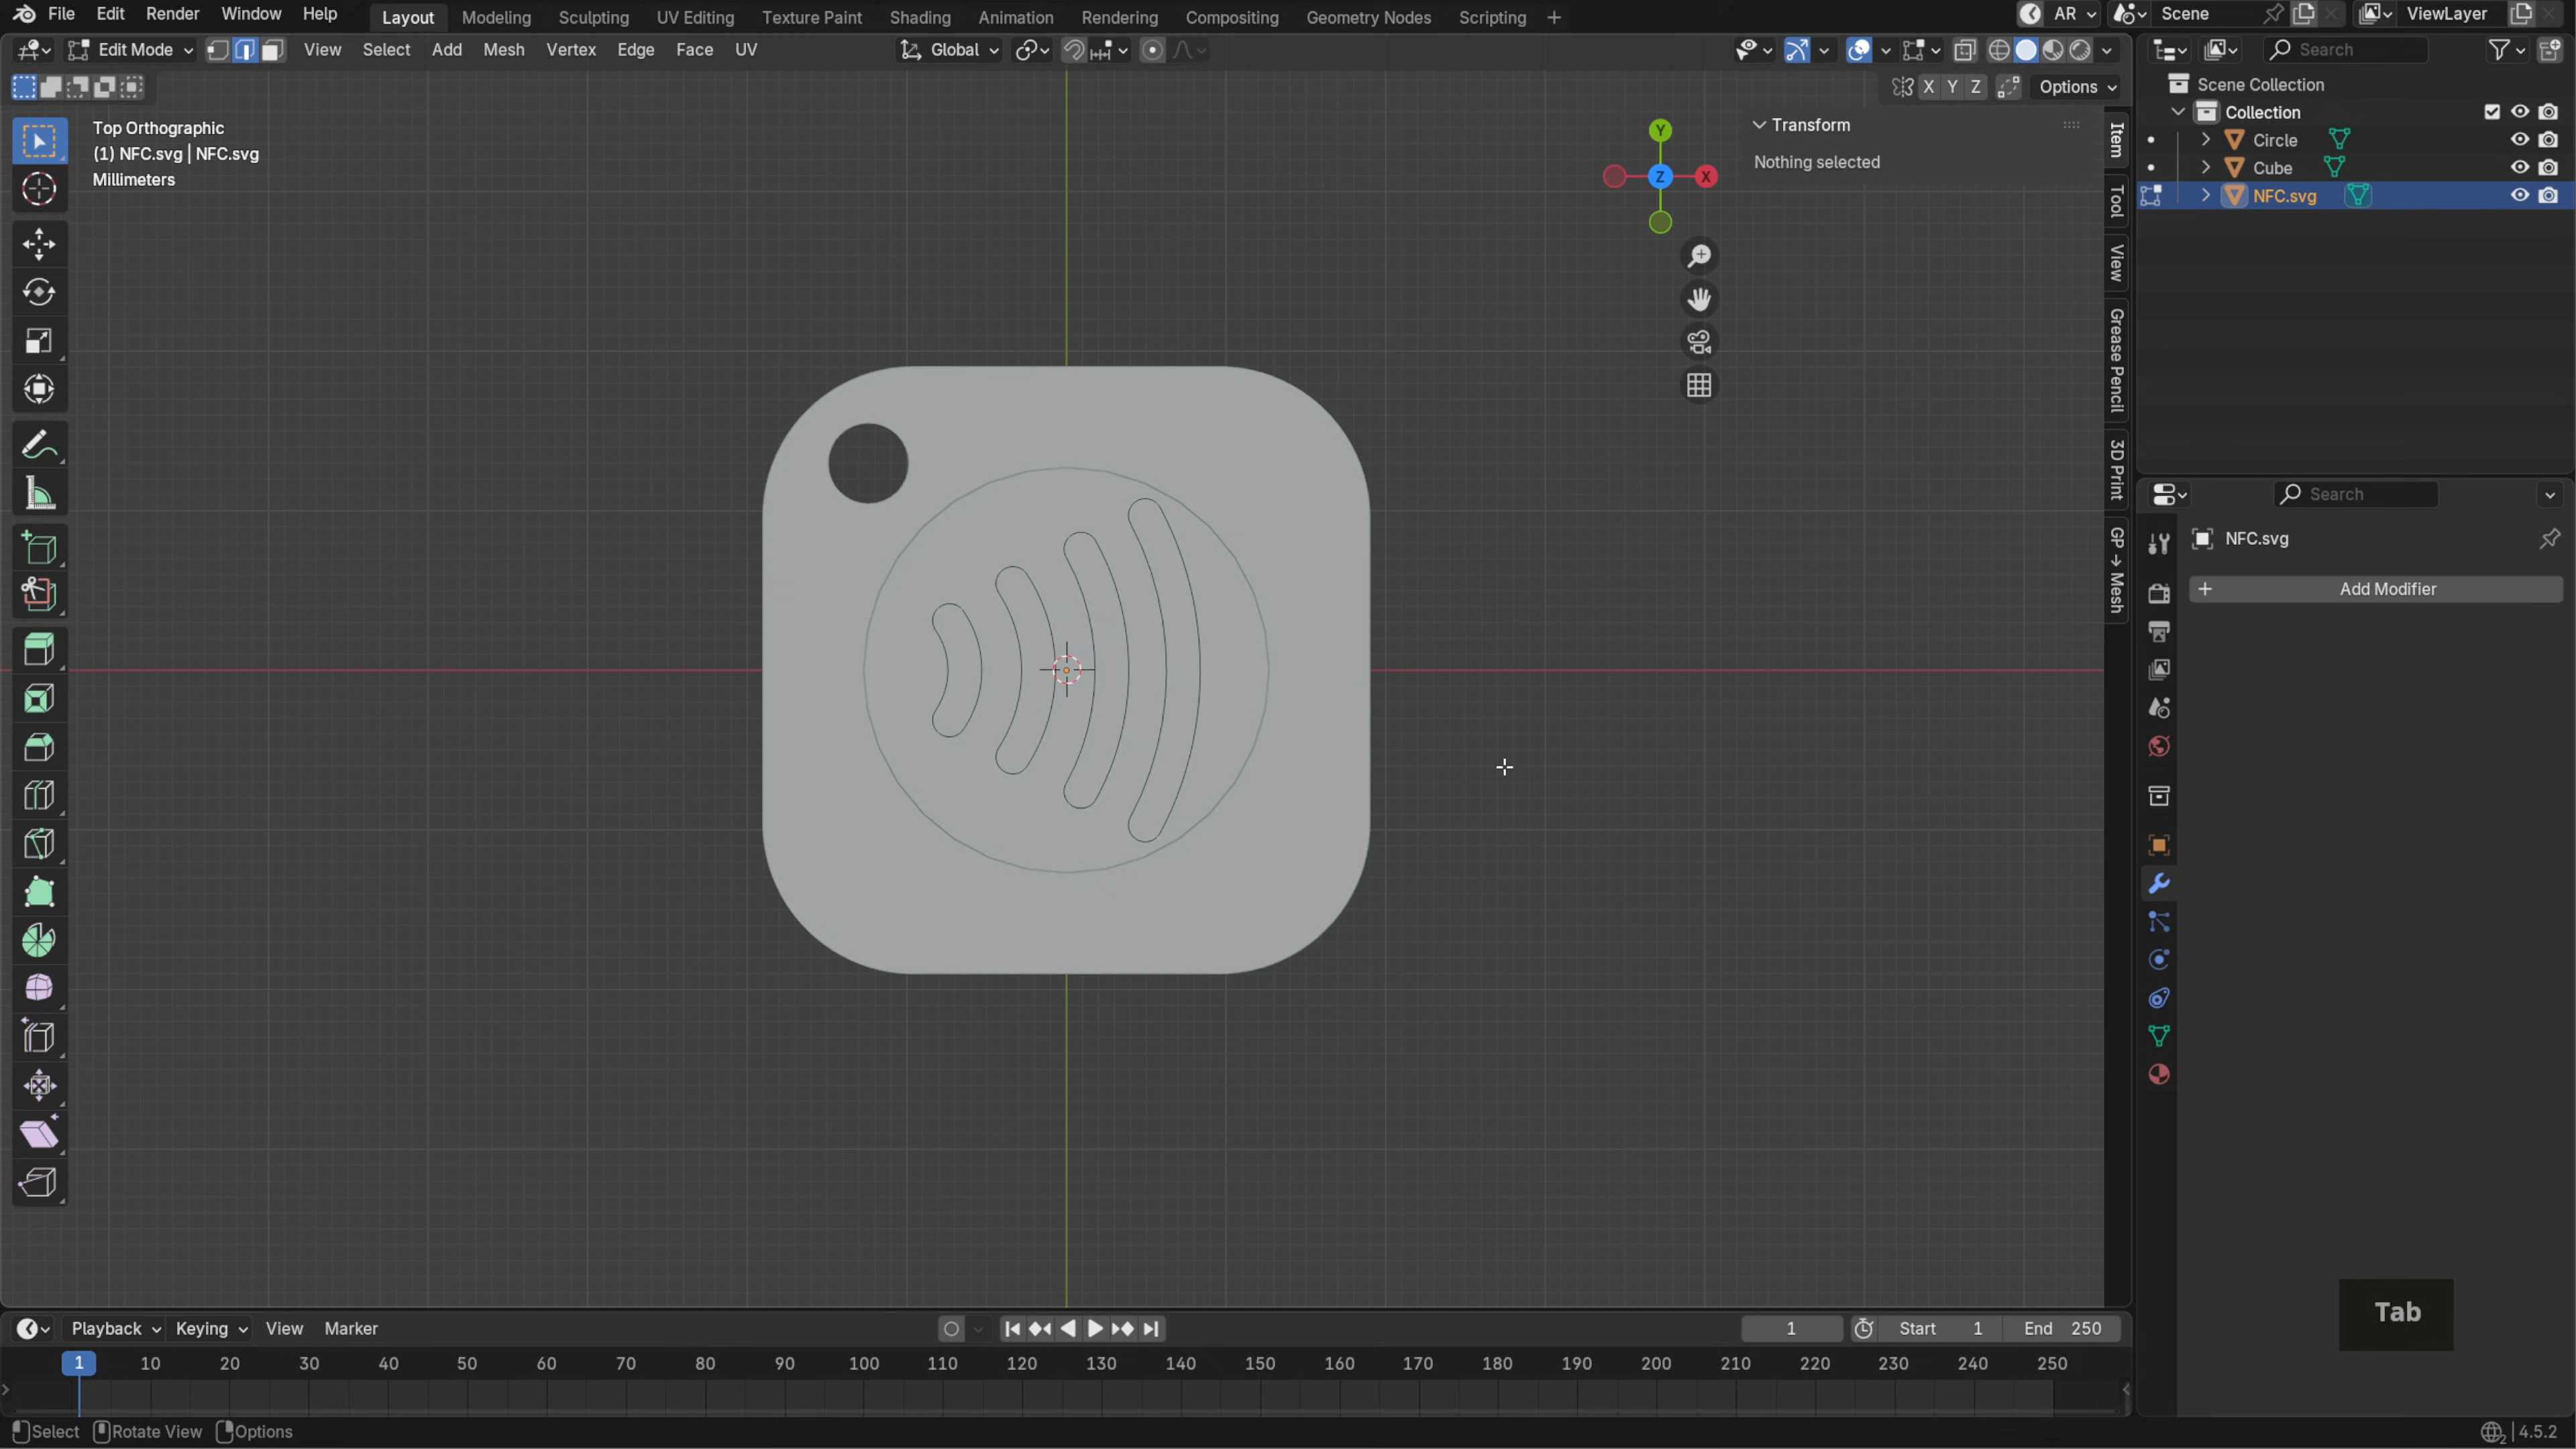 File Edit Render Window Help Layout Modeling Sculpting UV Editing Texture Paint Shading Animation Rendering Compositing Geometry Nodes Scripting + AR Scene ViewLayer
Edit Mode View Select Add Mesh Vertex Edge Face UV Global Search
X Y Z Options
Scene Collection
Collection
Circle
Cube
NFC.svg
Top Orthographic
(1) NFC.svg | NFC.svg
Millimeters
Y
Z X
Transform
Nothing selected
Item
Tool
View
Grease Pencil
3D Print
GP → Mesh
Search
NFC.svg
+ Add Modifier
Tab
Playback Keying View Marker 1 Start 1 End 250
1 10 20 30 40 50 60 70 80 90 100 110 120 130 140 150 160 170 180 190 200 210 220 230 240 250
Select Rotate View Options 4.5.2